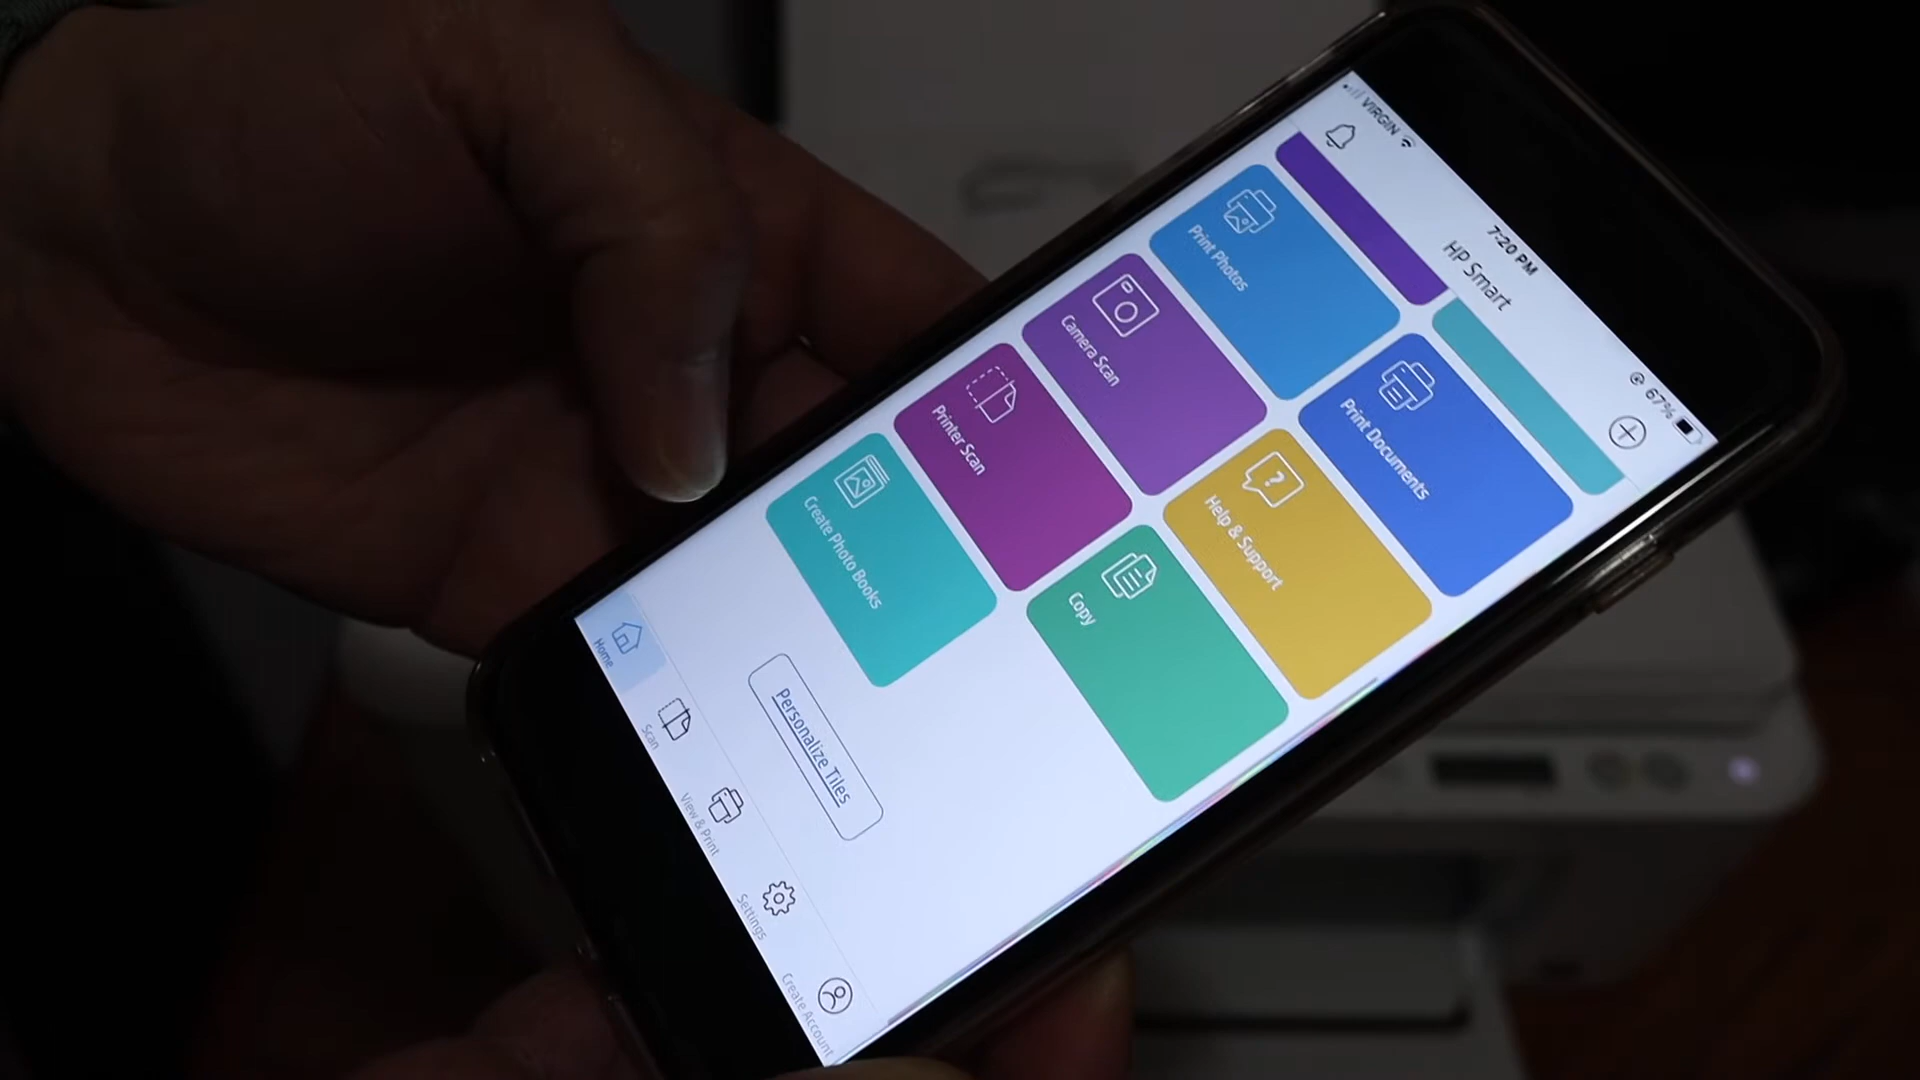 VIRGIN
7:20 PM
67%
HP Smart
Print Photos
Print Documents
Camera Scan
Help & Support
Printer Scan
Copy
Create Photo Books
Personalize Tiles
Home
Scan
View & Print
Settings
Create Account